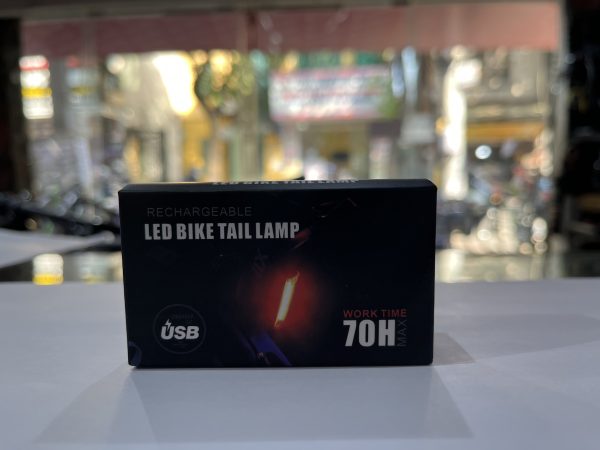 LED BIKE TAIL LAMP
RECHARGEABLE
LED BIKE TAIL LAMP
USB
WORK TIME
70H
MAX